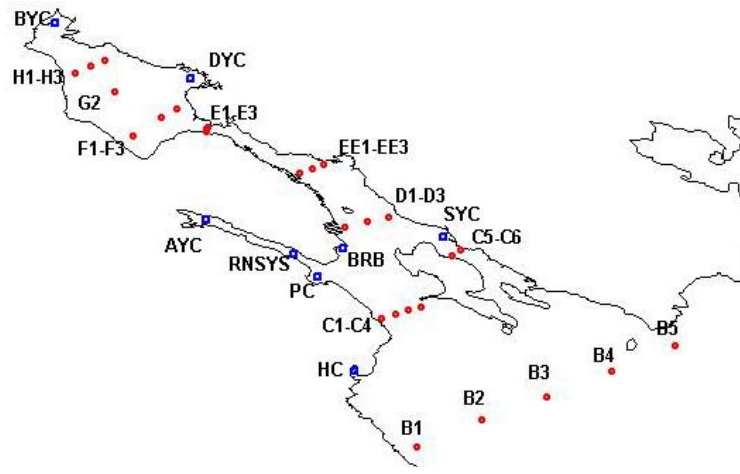 BYC
DYC
H1-H3
G2
E1-E3
F1-F3
EE1-EE3
D1-D3
SYC
AYC
C5-C6
RNSYS
BRB
PC
C1-C4
B5
HC
B4
B3
B2
B1